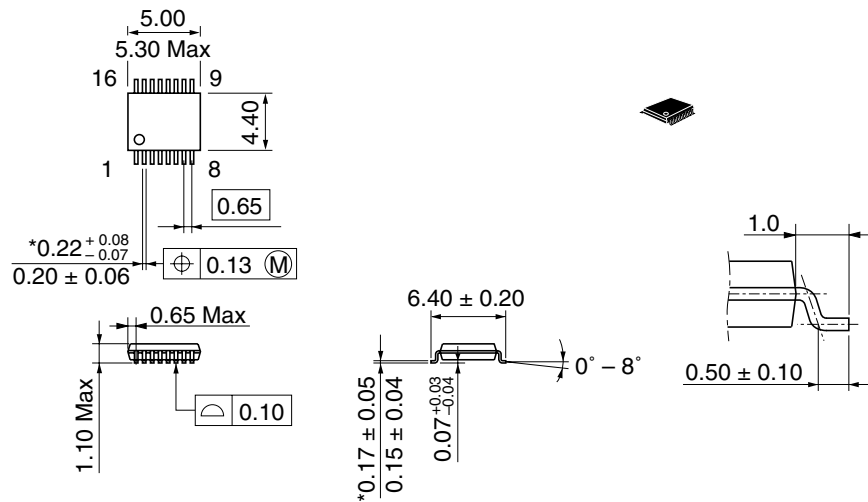 5.00
5.30 Max
16 9
4.40
1 8
0.65
*0.22 + 0.08 − 0.07
0.20 ± 0.06
0.13 Ⓜ
1.0
0.65 Max
6.40 ± 0.20
1.10 Max
0.10
*0.17 ± 0.05
0.15 ± 0.04
0.07 +0.03 −0.04
0° – 8°
0.50 ± 0.10